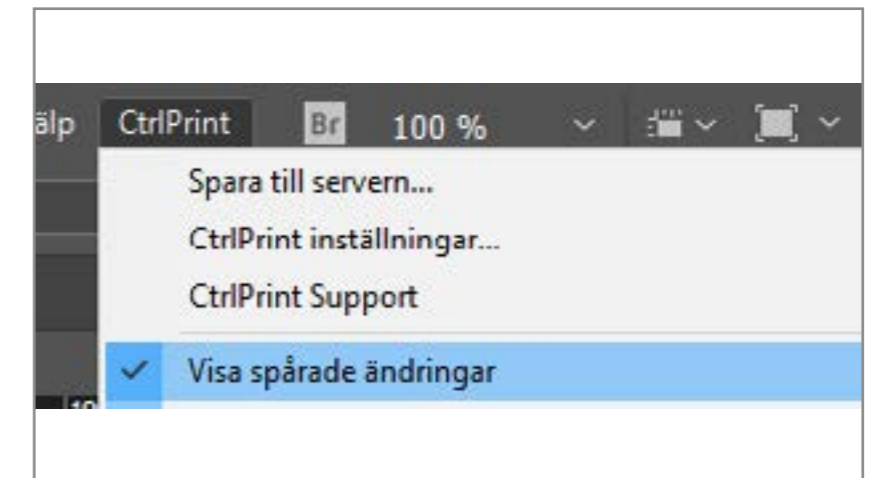 älp CtrlPrint Br 100 %
Spara till servern...
CtrlPrint inställningar...
CtrlPrint Support
Visa spårade ändringar